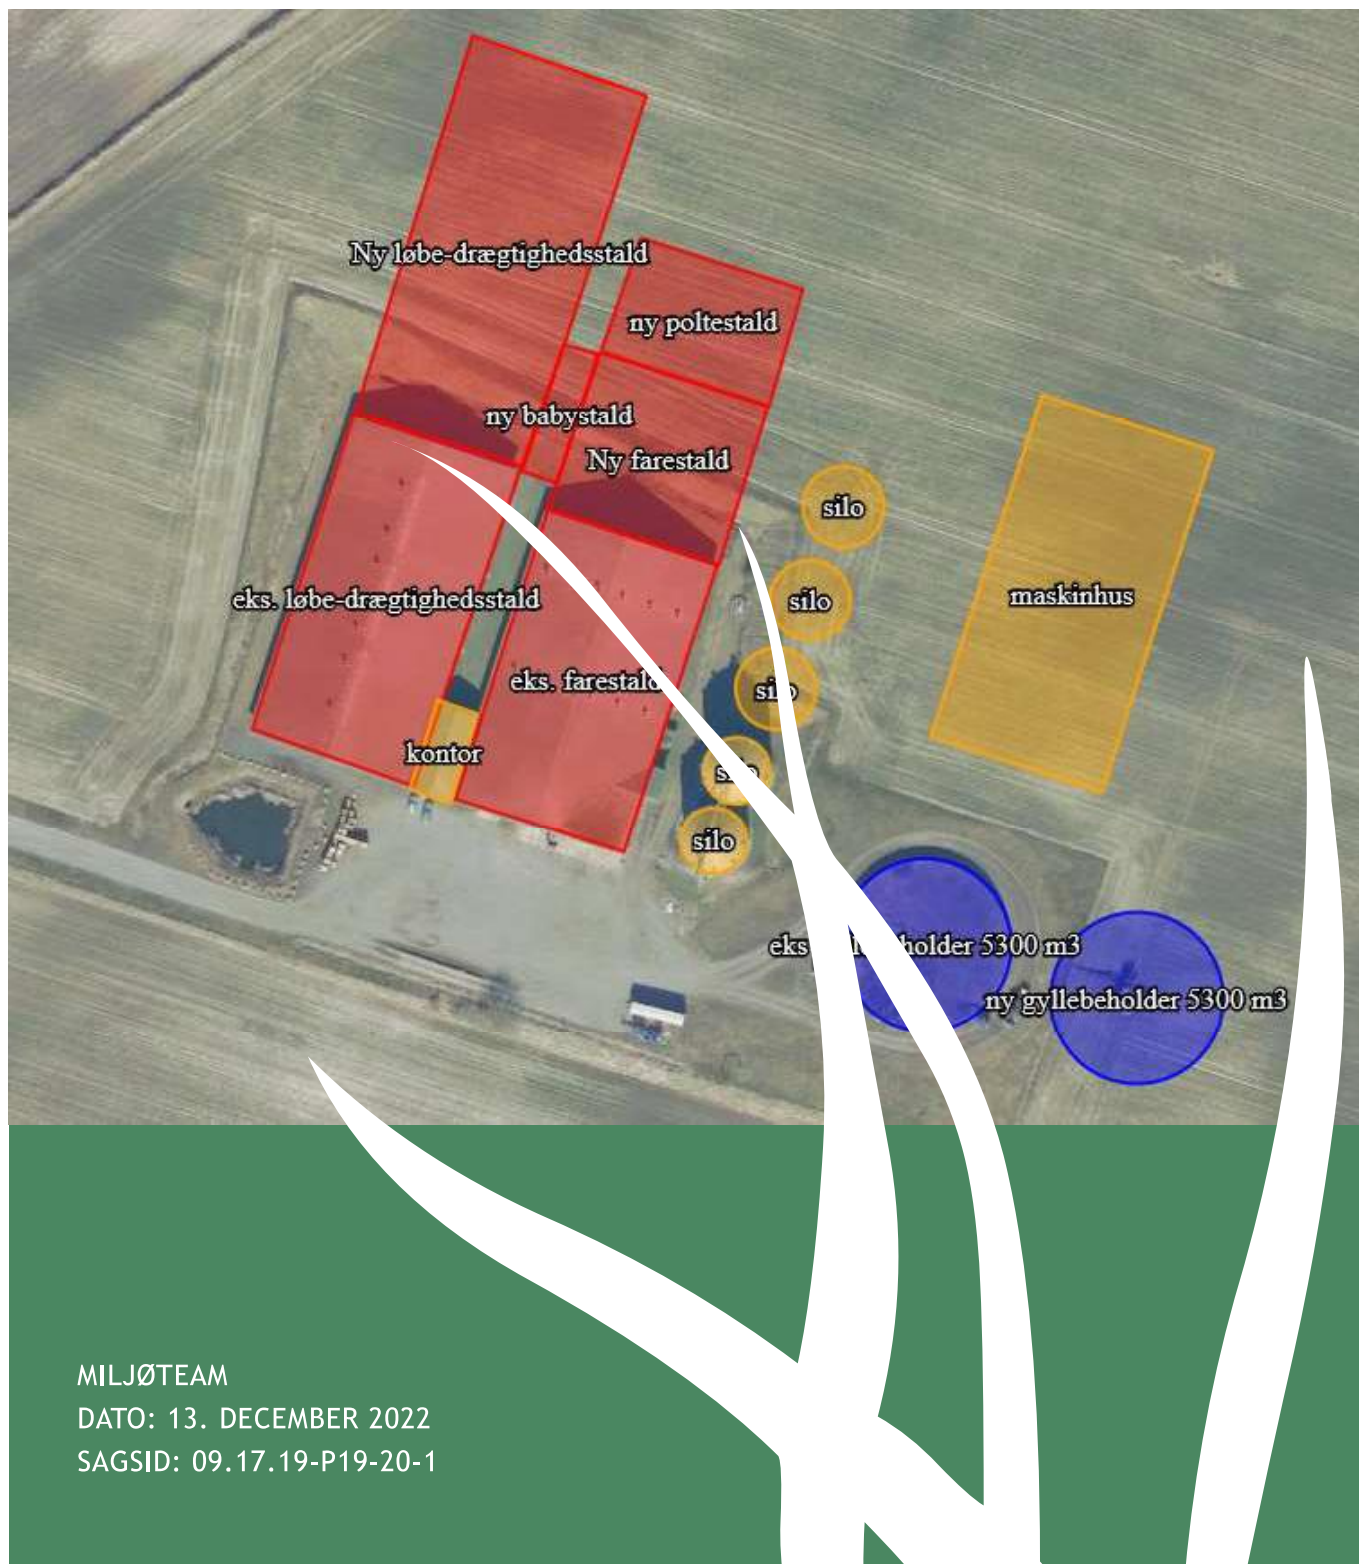 Ny løbe-drægtighedsstald
ny poltestald
ny babystald
Ny farestald
silo
silo
maskinhus
eks. løbe-drægtighedsstald
eks. farestald
silo
kontor
silo
silo
eks holder 5300 m3
ny gyllebeholder 5300 m3
MILJØTEAM
DATO: 13. DECEMBER 2022
SAGSID: 09.17.19-P19-20-1